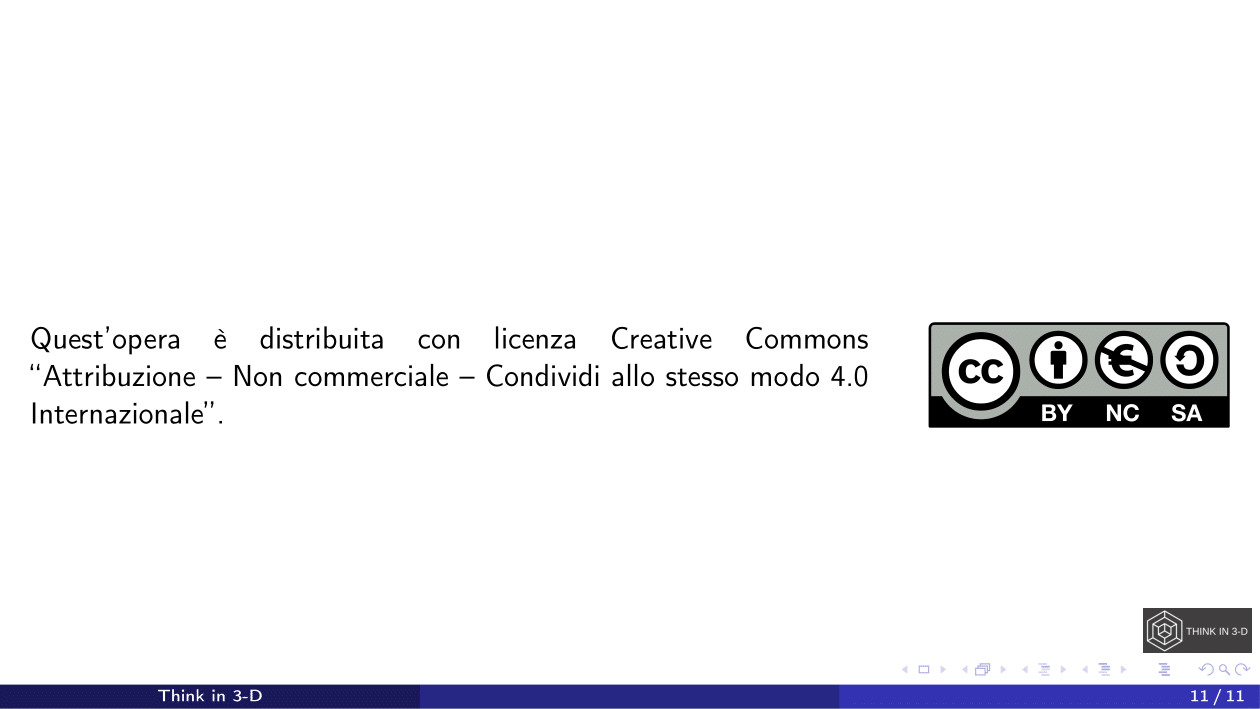 Quest'opera è distribuita con licenza Creative Commons
“Attribuzione – Non commerciale – Condividi allo stesso modo 4.0
Internazionale”.
cc
BY NC SA
THINK IN 3-D
Think in 3-D
11 / 11